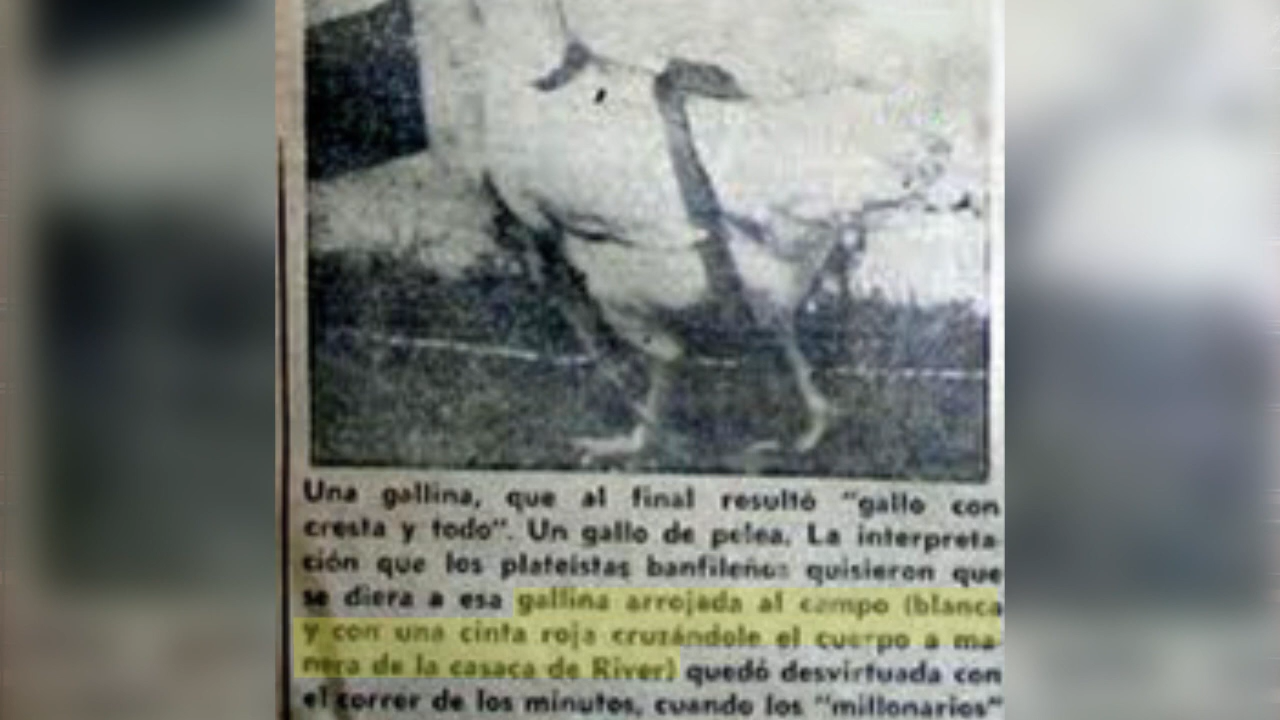 Una gallina, que al final resultó "gallo con
cresta y todo". Un gallo de pelea. La interpreta-
ción que los plateístas banfileños quisieron que
se diera a esa gallina arrojada al campo (blanca
y con una cinta roja cruzándole el cuerpo a ma-
nera de la casaca de River) quedó desvirtuada con
el correr de los minutos, cuando los "millonarios"